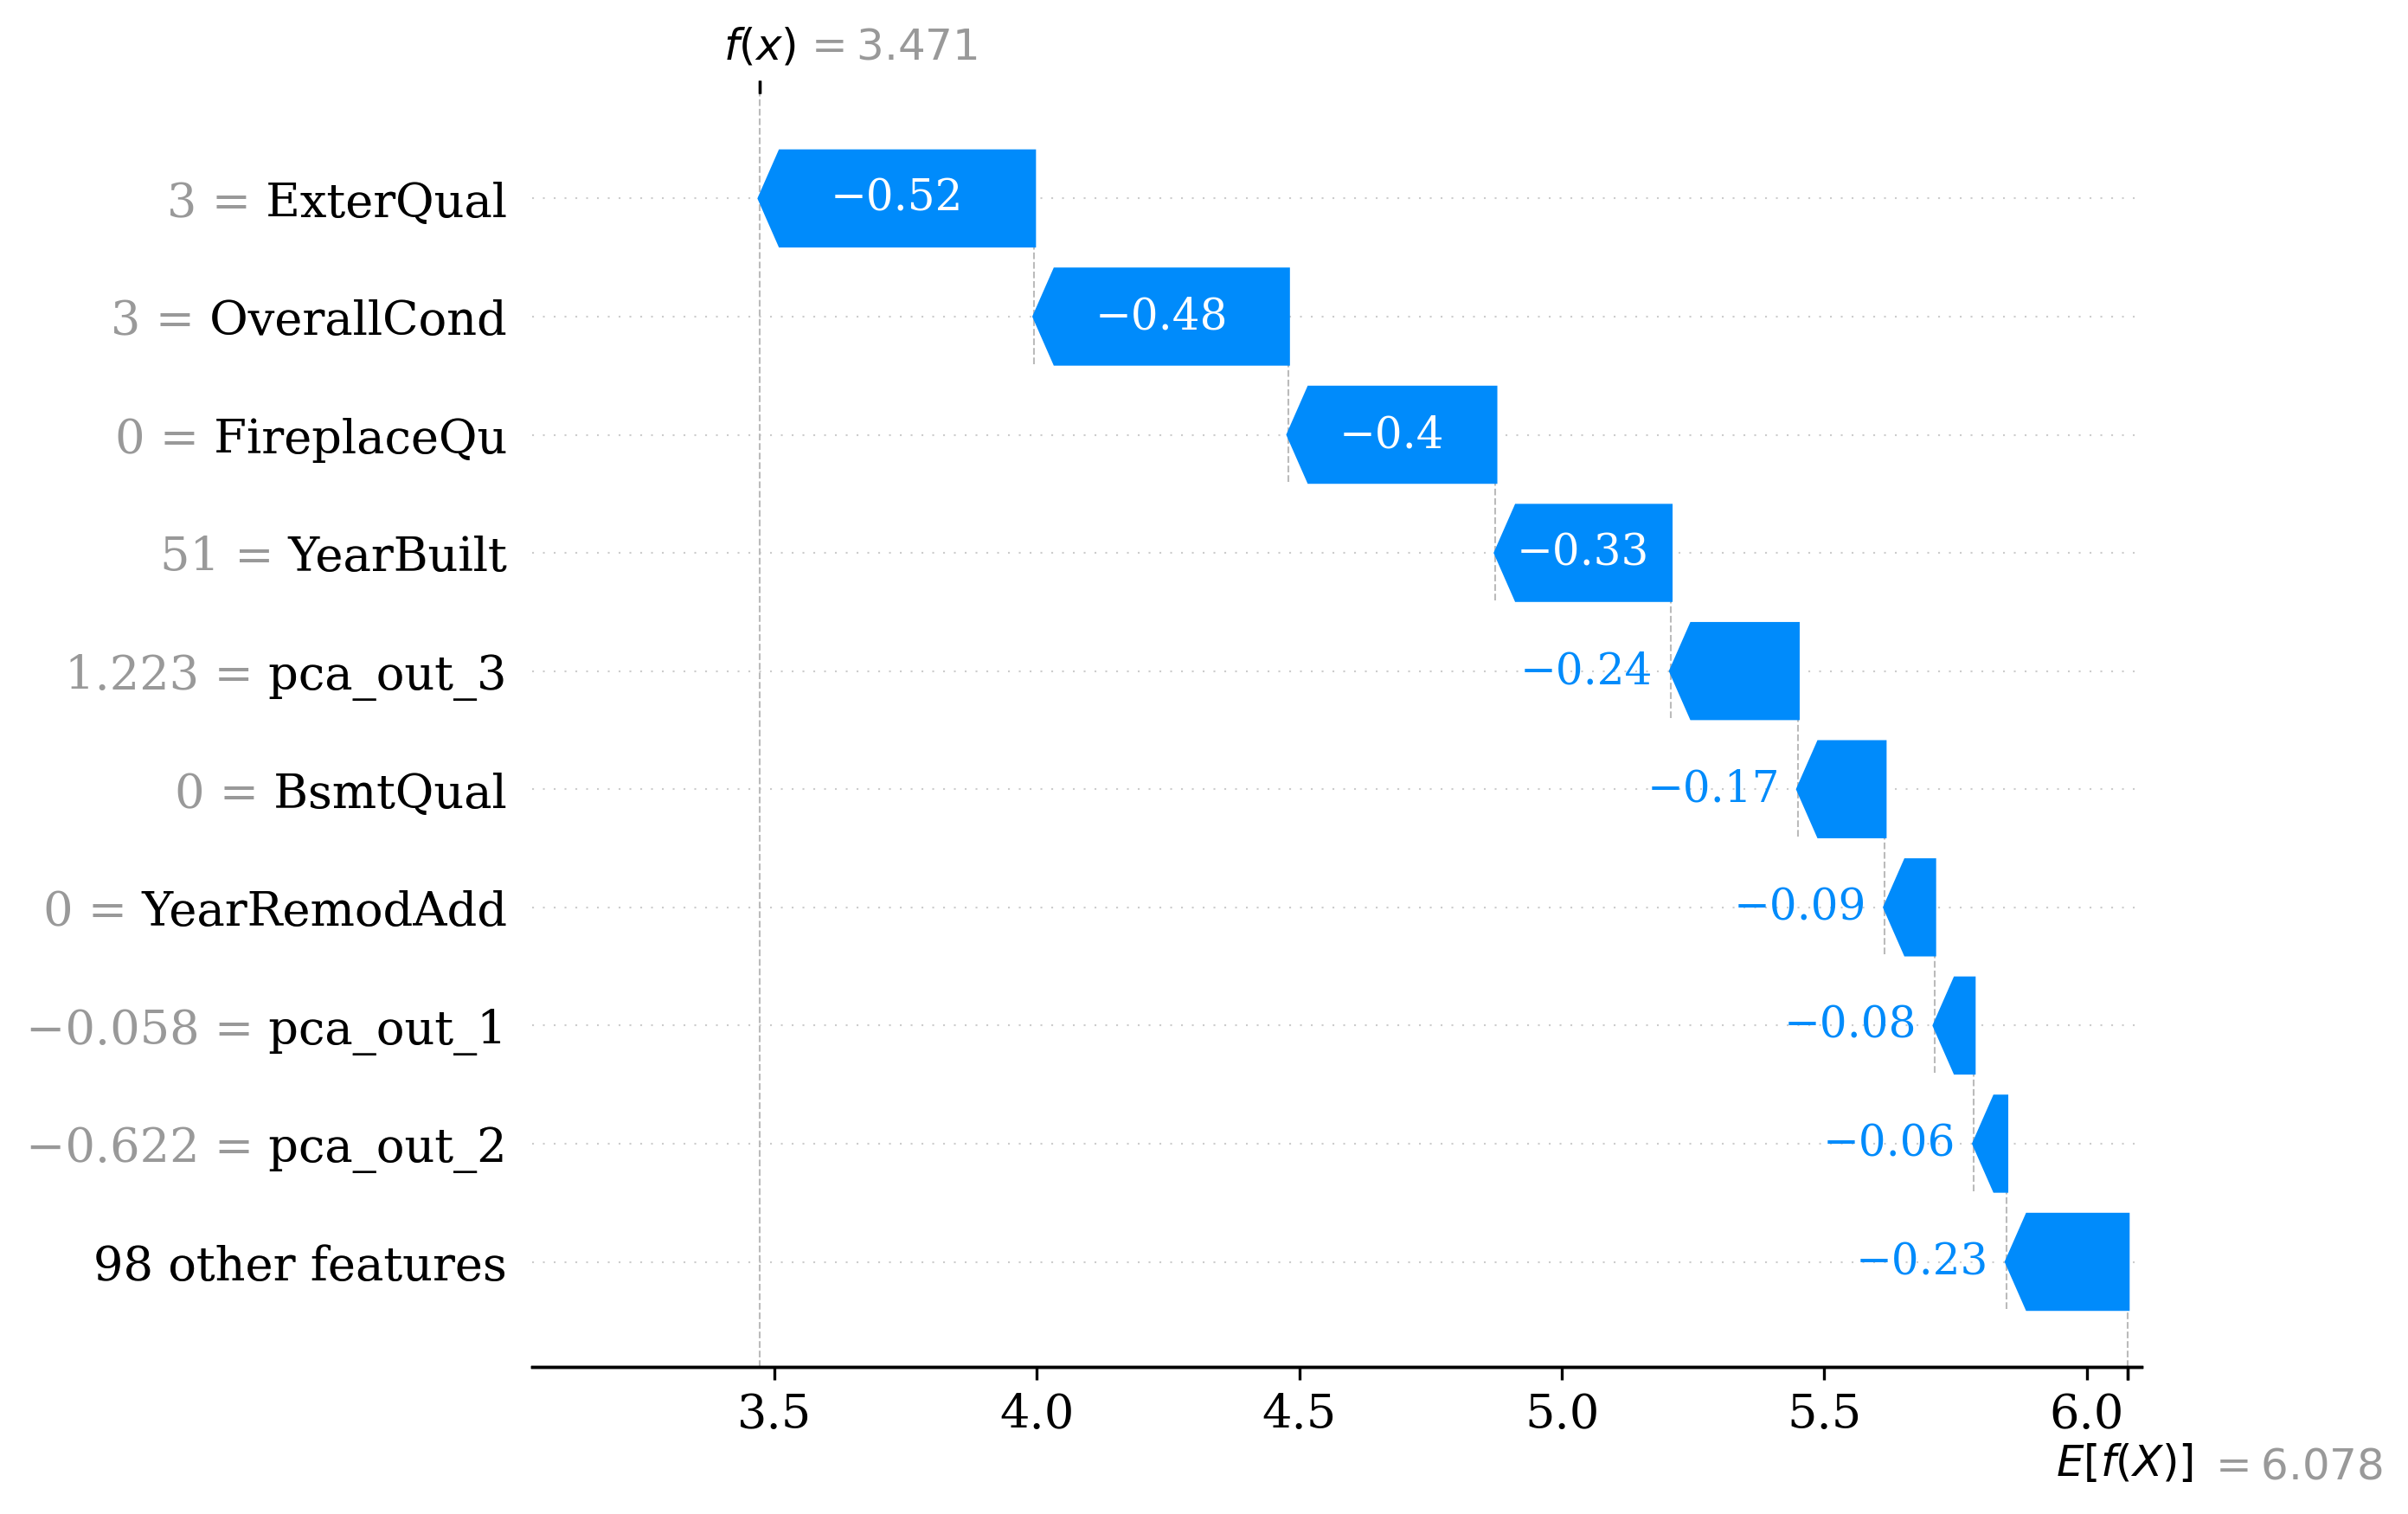 f(x) = 3.471
3 = ExterQual −0.52
3 = OverallCond −0.48
0 = FireplaceQu −0.4
51 = YearBuilt −0.33
1.223 = pca_out_3 −0.24
0 = BsmtQual −0.17
0 = YearRemodAdd −0.09
−0.058 = pca_out_1 −0.08
−0.622 = pca_out_2 −0.06
98 other features −0.23
3.5 4.0 4.5 5.0 5.5 6.0
E[f(X)] = 6.078